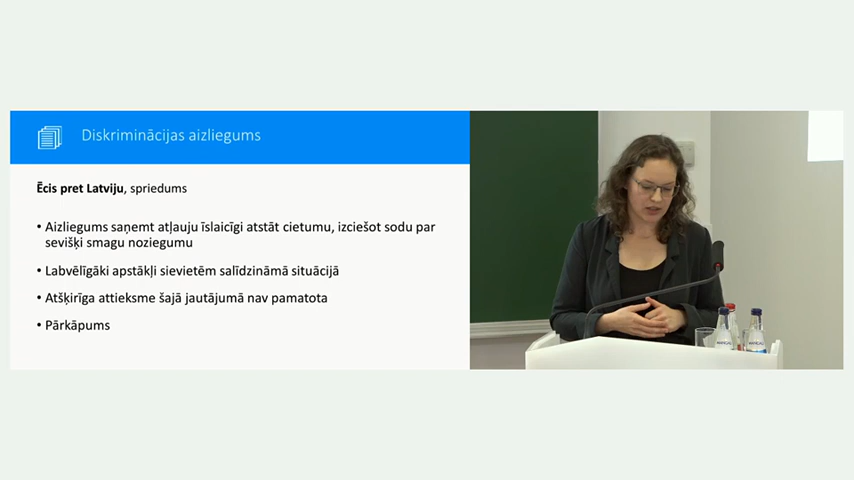 Diskriminācijas aizliegums
Ēcis pret Latviju, spriedums
• Aizliegums saņemt atļauju īslaicīgi atstāt cietumu, izciešot sodu par
sevišķi smagu noziegumu
• Labvēlīgāki apstākļi sievietēm salīdzināmā situācijā
• Atšķirīga attieksme šajā jautājumā nav pamatota
• Pārkāpums